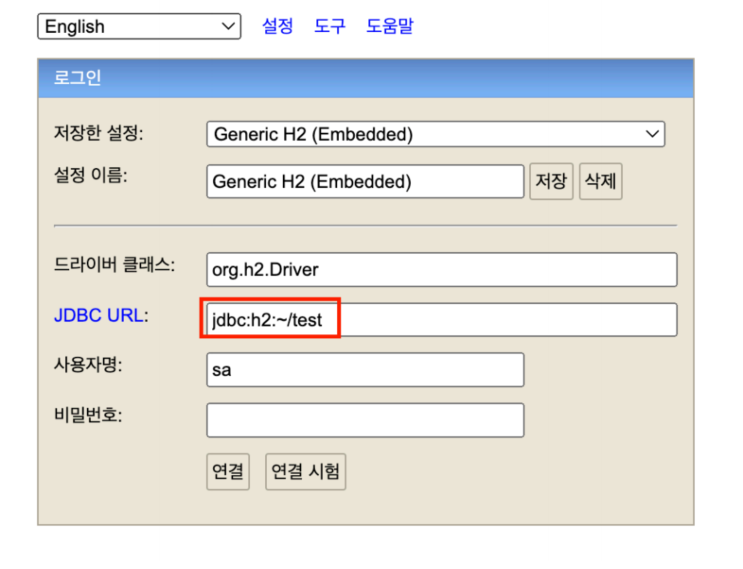 English 설정 도구 도움말
로그인
저장한 설정: Generic H2 (Embedded)
설정 이름: Generic H2 (Embedded) 저장 삭제
드라이버 클래스: org.h2.Driver
JDBC URL: jdbc:h2:~/test
사용자명: sa
비밀번호:
연결 연결 시험